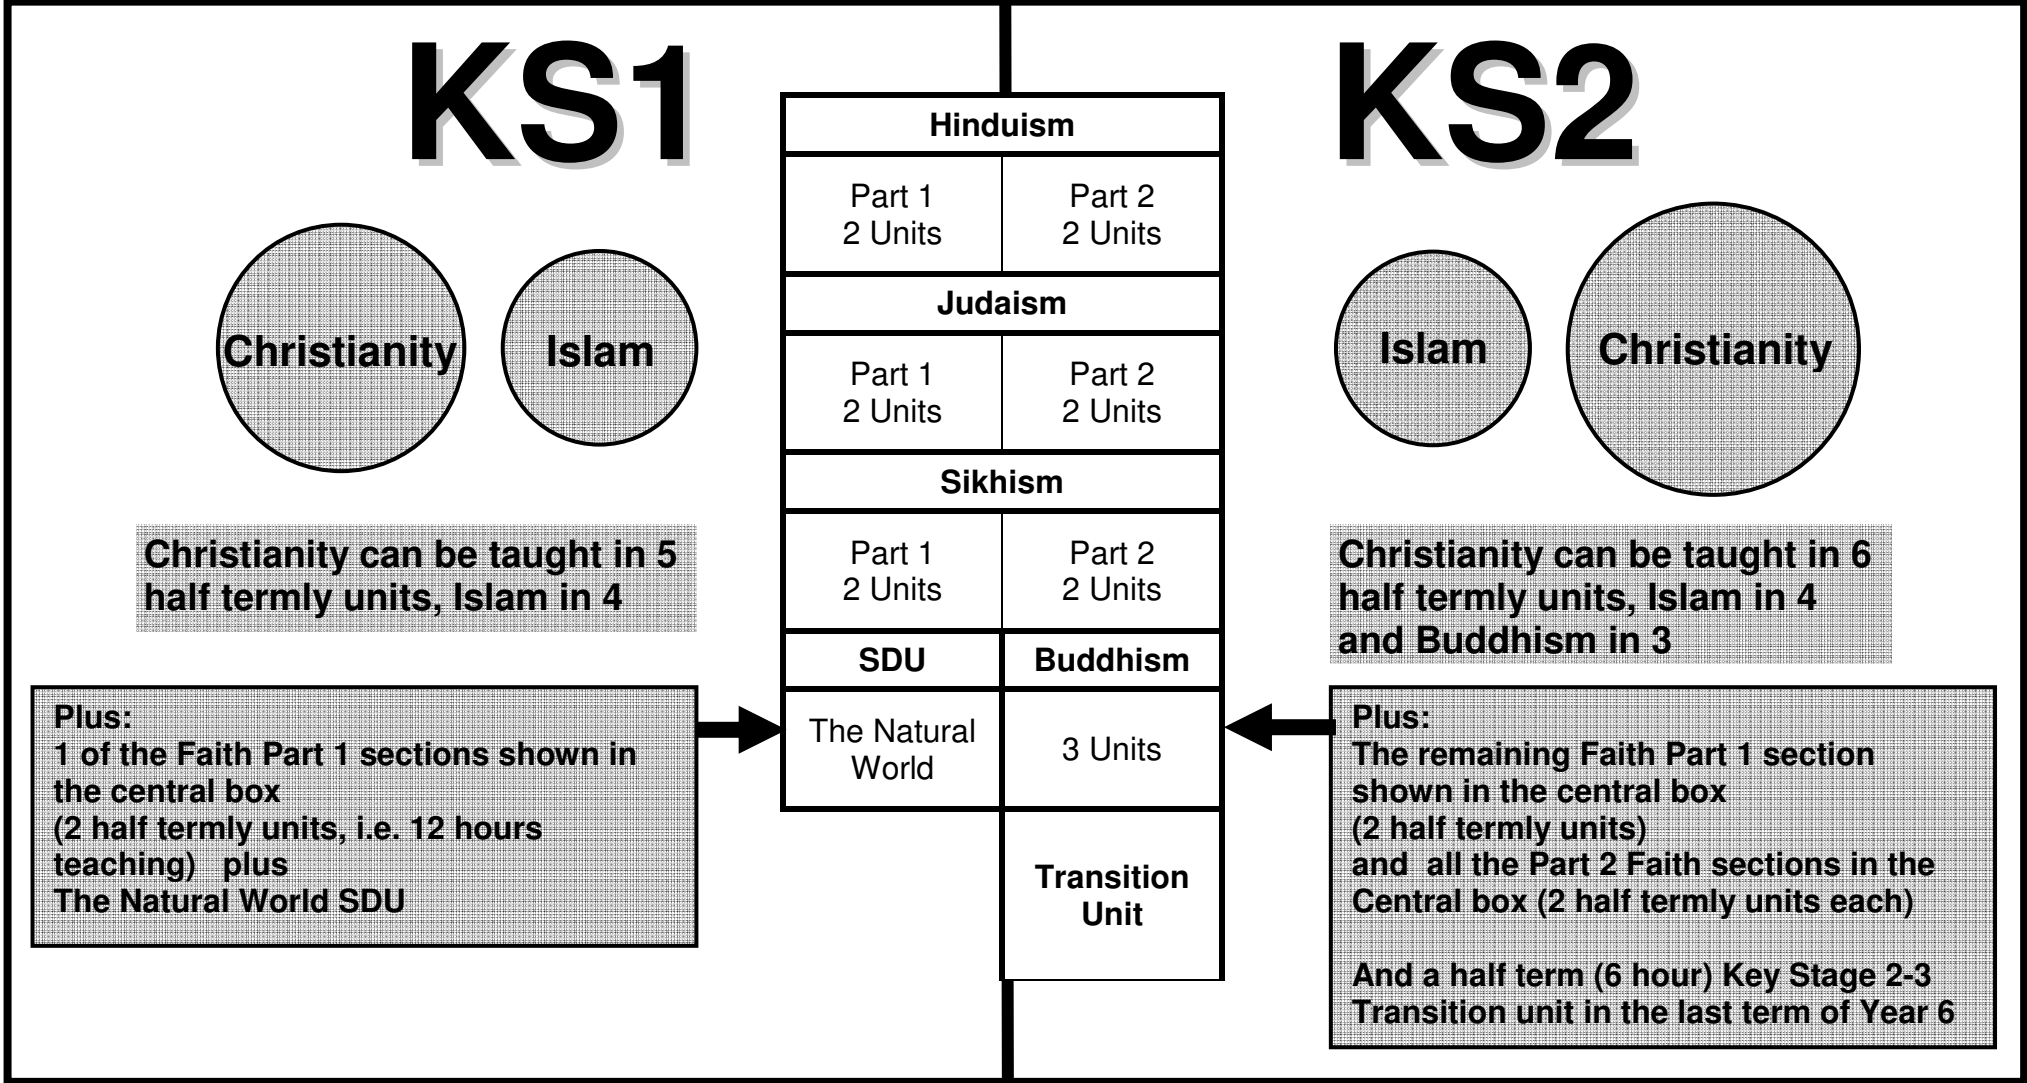 KS1
Christianity
Islam
Christianity can be taught in 5
half termly units, Islam in 4
Plus:
1 of the Faith Part 1 sections shown in
the central box
(2 half termly units, i.e. 12 hours
teaching)   plus
The Natural World SDU
Hinduism
Part 1
2 Units
Part 2
2 Units
Judaism
Part 1
2 Units
Part 2
2 Units
Sikhism
Part 1
2 Units
Part 2
2 Units
SDU
Buddhism
The Natural
World
3 Units
Transition
Unit
KS2
Islam
Christianity
Christianity can be taught in 6
half termly units, Islam in 4
and Buddhism in 3
Plus:
The remaining Faith Part 1 section
shown in the central box
(2 half termly units)
and  all the Part 2 Faith sections in the
Central box (2 half termly units each)
And a half term (6 hour) Key Stage 2-3
Transition unit in the last term of Year 6